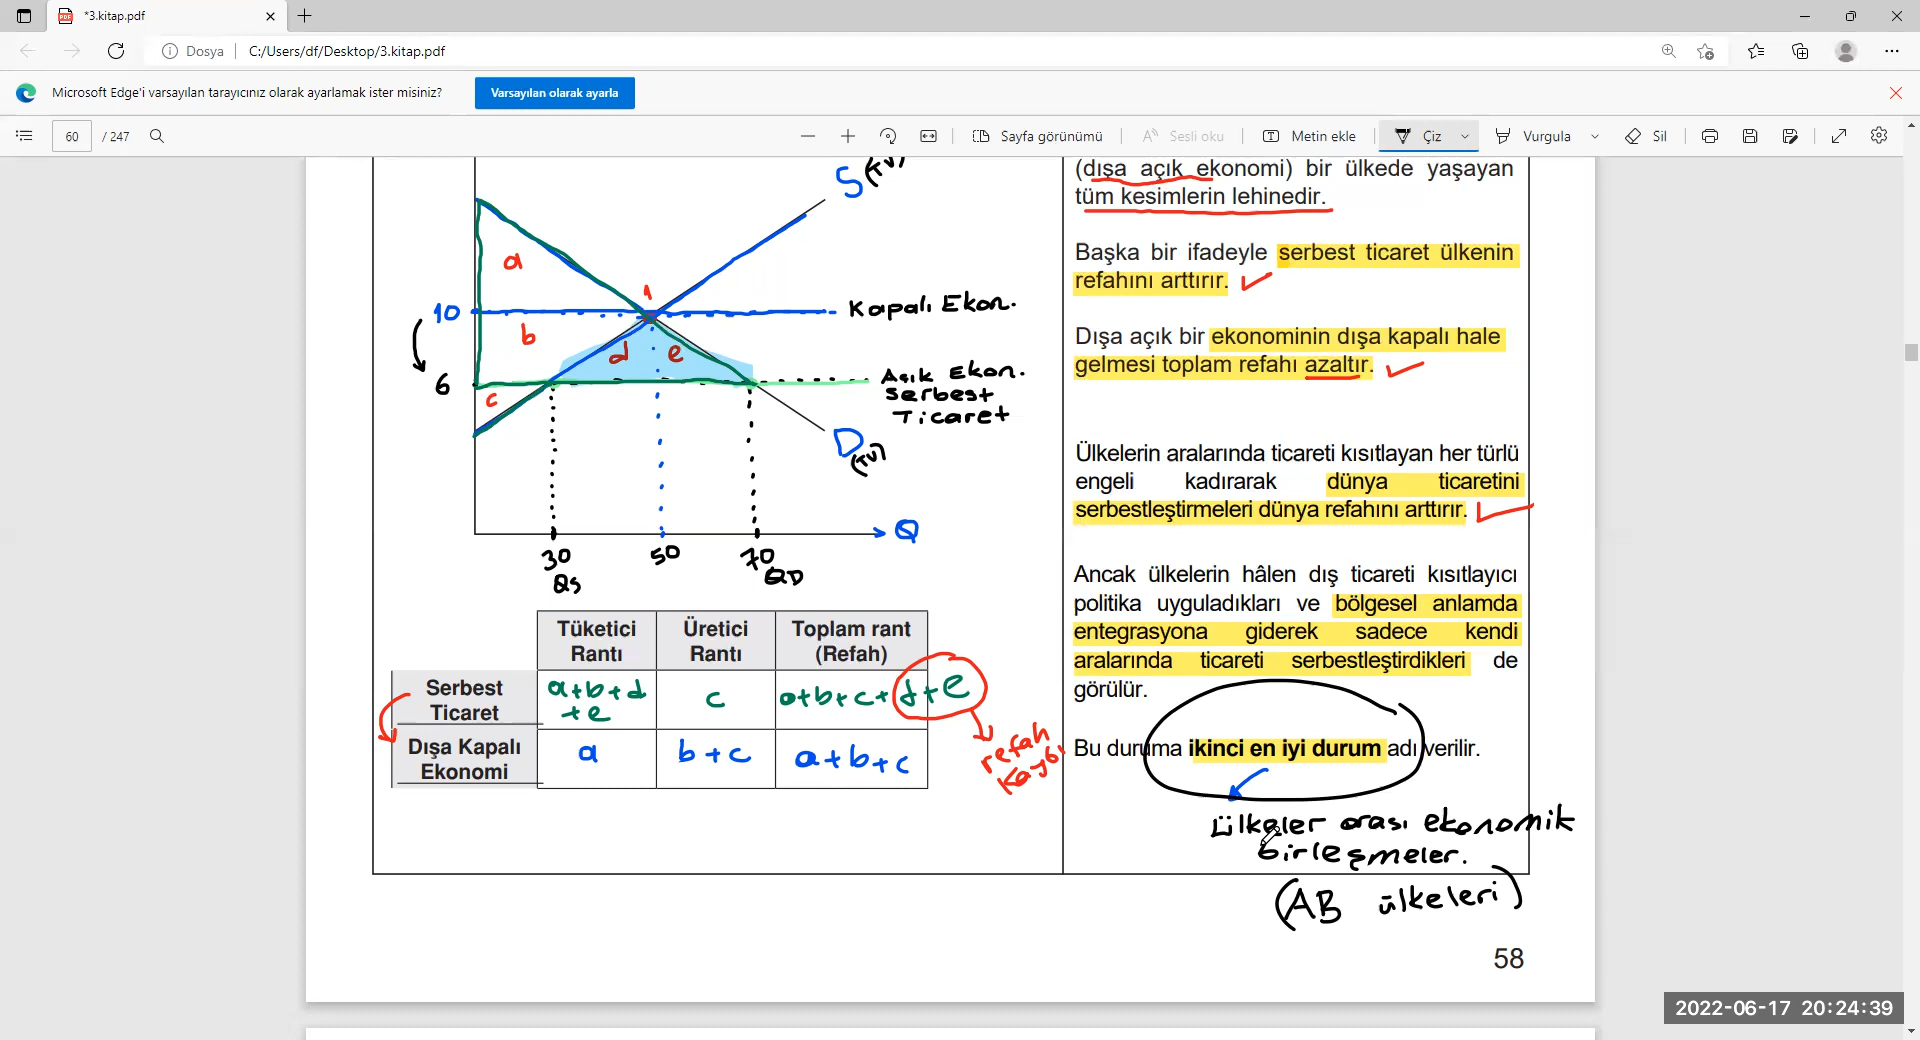 *3.kitap.pdf
Dosya
C:/Users/df/Desktop/3.kitap.pdf
Microsoft Edge'i varsayılan tarayıcınız olarak ayarlamak ister misiniz?
Varsayılan olarak ayarla
60 / 247
Sayfa görünümü
Sesli oku
Metin ekle
Çiz
Vurgula
Sil
S (TÜ)
a
1
10
Kapalı Ekon.
b
d
e
6
c
Açık Ekon.
Serbest
Ticaret
D
(TÜ)
Q
30
50
70
QS
QD
Tüketici Rantı
Üretici Rantı
Toplam rant (Refah)
Serbest Ticaret
a+b+d
+e
c
a+b+c+d+e
Dışa Kapalı Ekonomi
a
b+c
a+b+c
refah
kaybı
(dışa açık ekonomi) bir ülkede yaşayan
tüm kesimlerin lehinedir.
Başka bir ifadeyle serbest ticaret ülkenin
refahını arttırır.
Dışa açık bir ekonominin dışa kapalı hale
gelmesi toplam refahı azaltır.
Ülkelerin aralarında ticareti kısıtlayan her türlü
engeli kadırarak dünya ticaretini
serbestleştirmeleri dünya refahını arttırır.
Ancak ülkelerin hâlen dış ticareti kısıtlayıcı
politika uyguladıkları ve bölgesel anlamda
entegrasyona giderek sadece kendi
aralarında ticareti serbestleştirdikleri de
görülür.
Bu duruma ikinci en iyi durum adı verilir.
Ülkeler arası ekonomik
birleşmeler.
(AB ülkeleri)
58
2022-06-17 20:24:39